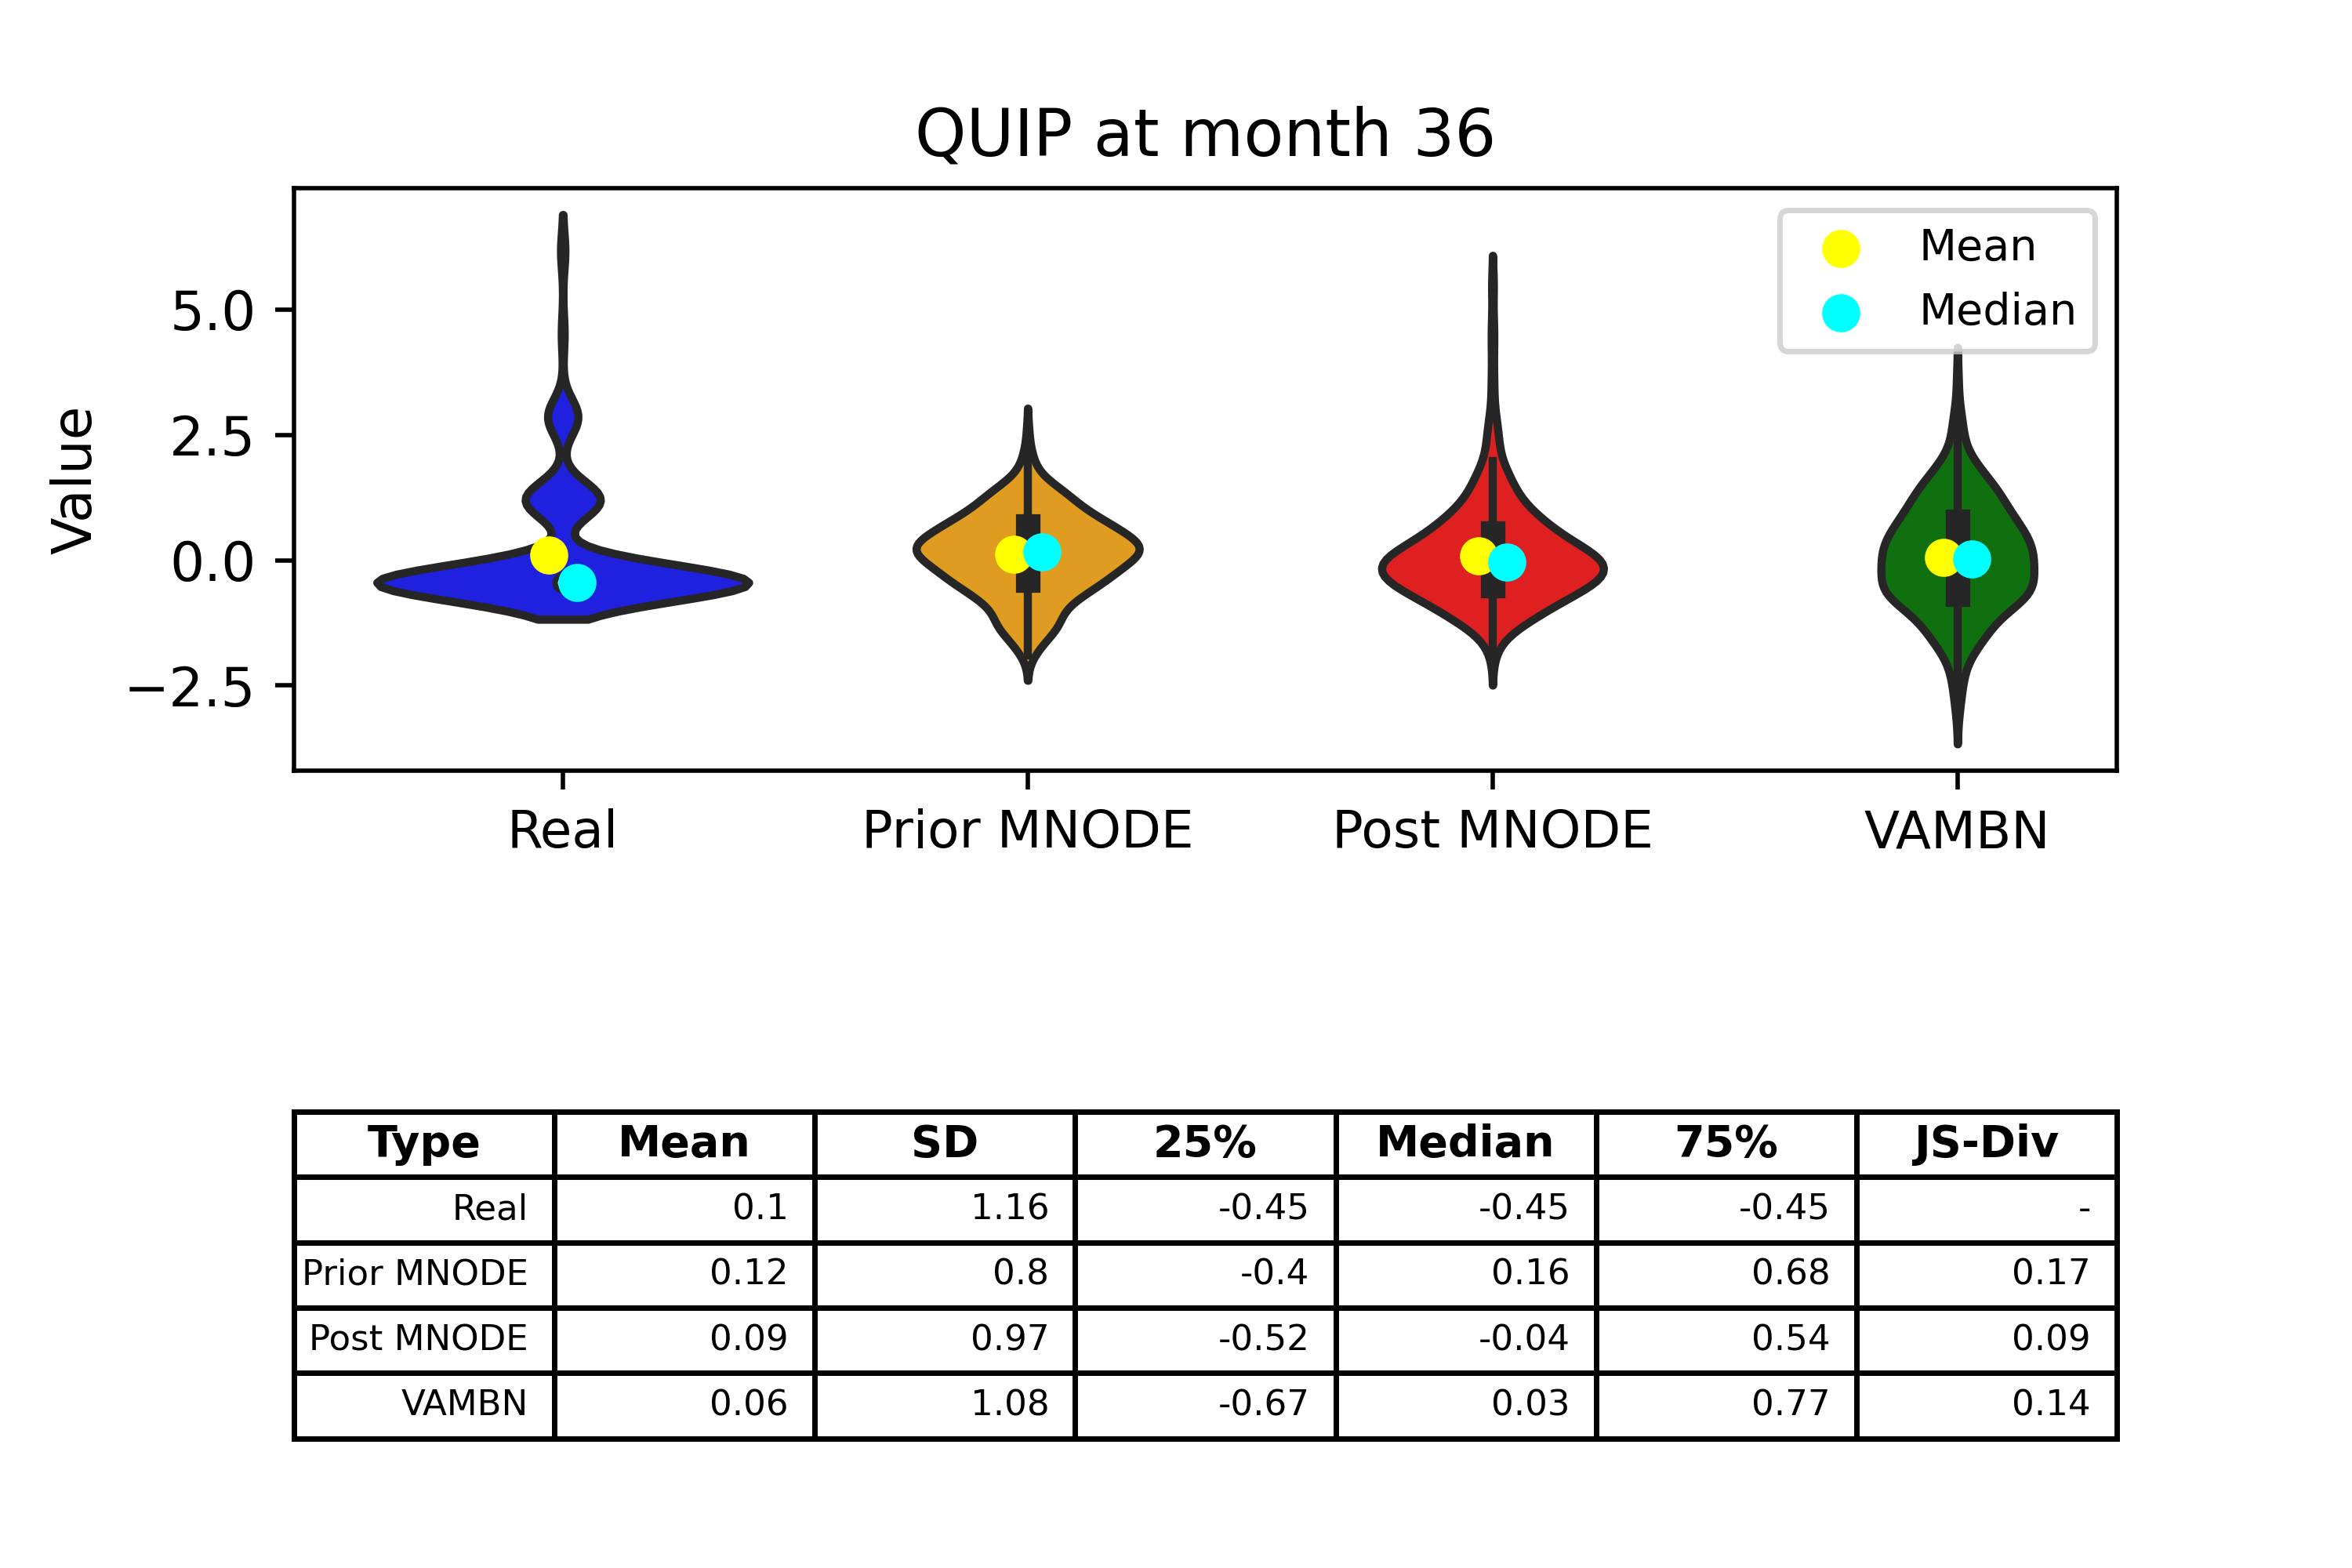 QUIP at month 36
Mean
Median
Value
5.0
2.5
0.0
−2.5
Real Prior MNODE Post MNODE VAMBN
Type Mean SD 25% Median 75% JS-Div
Real 0.1 1.16 -0.45 -0.45 -0.45 -
Prior MNODE 0.12 0.8 -0.4 0.16 0.68 0.17
Post MNODE 0.09 0.97 -0.52 -0.04 0.54 0.09
VAMBN 0.06 1.08 -0.67 0.03 0.77 0.14